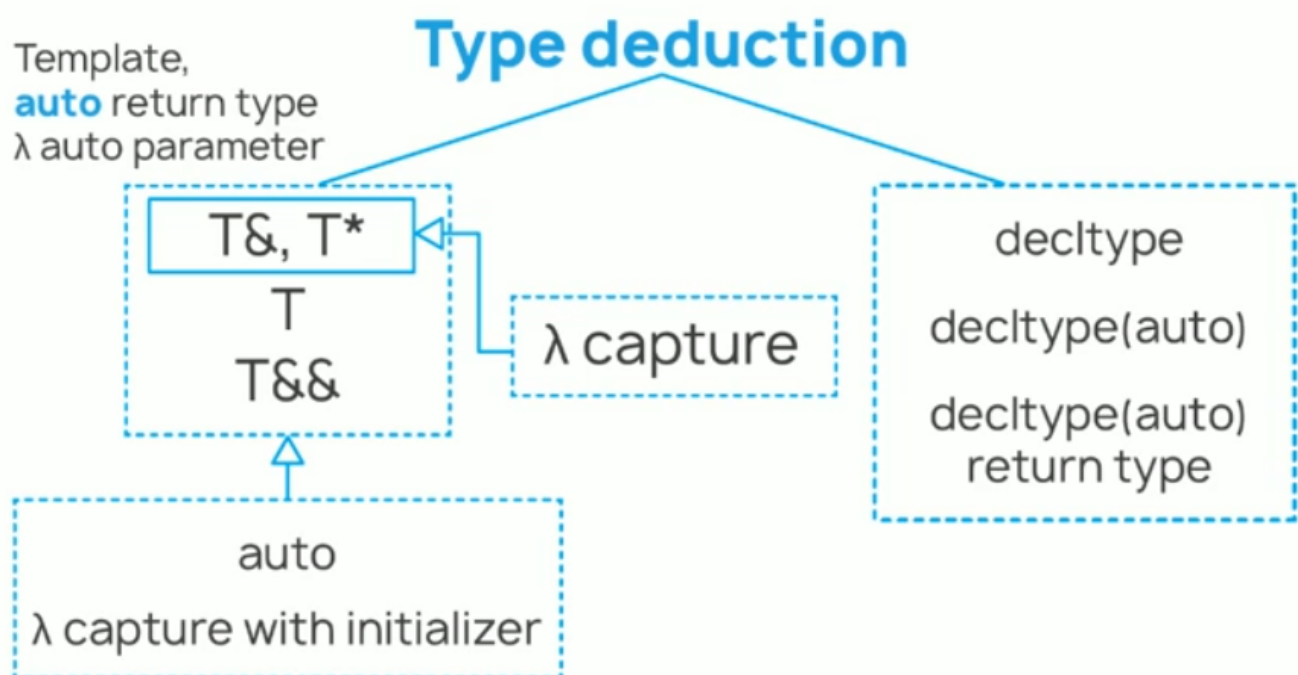 Type deduction
Template,
auto return type
λ auto parameter
T&, T*
T
T&&
λ capture
decltype
decltype(auto)
decltype(auto)
return type
auto
λ capture with initializer